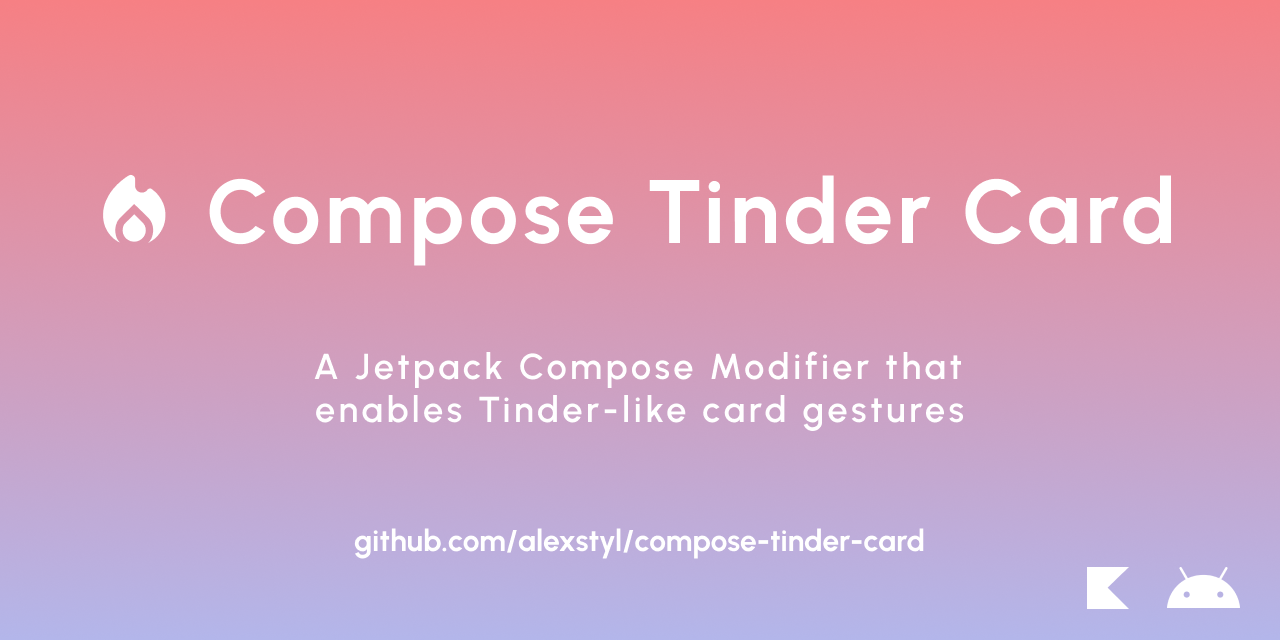 Compose Tinder Card
A Jetpack Compose Modifier that
enables Tinder-like card gestures
github.com/alexstyl/compose-tinder-card